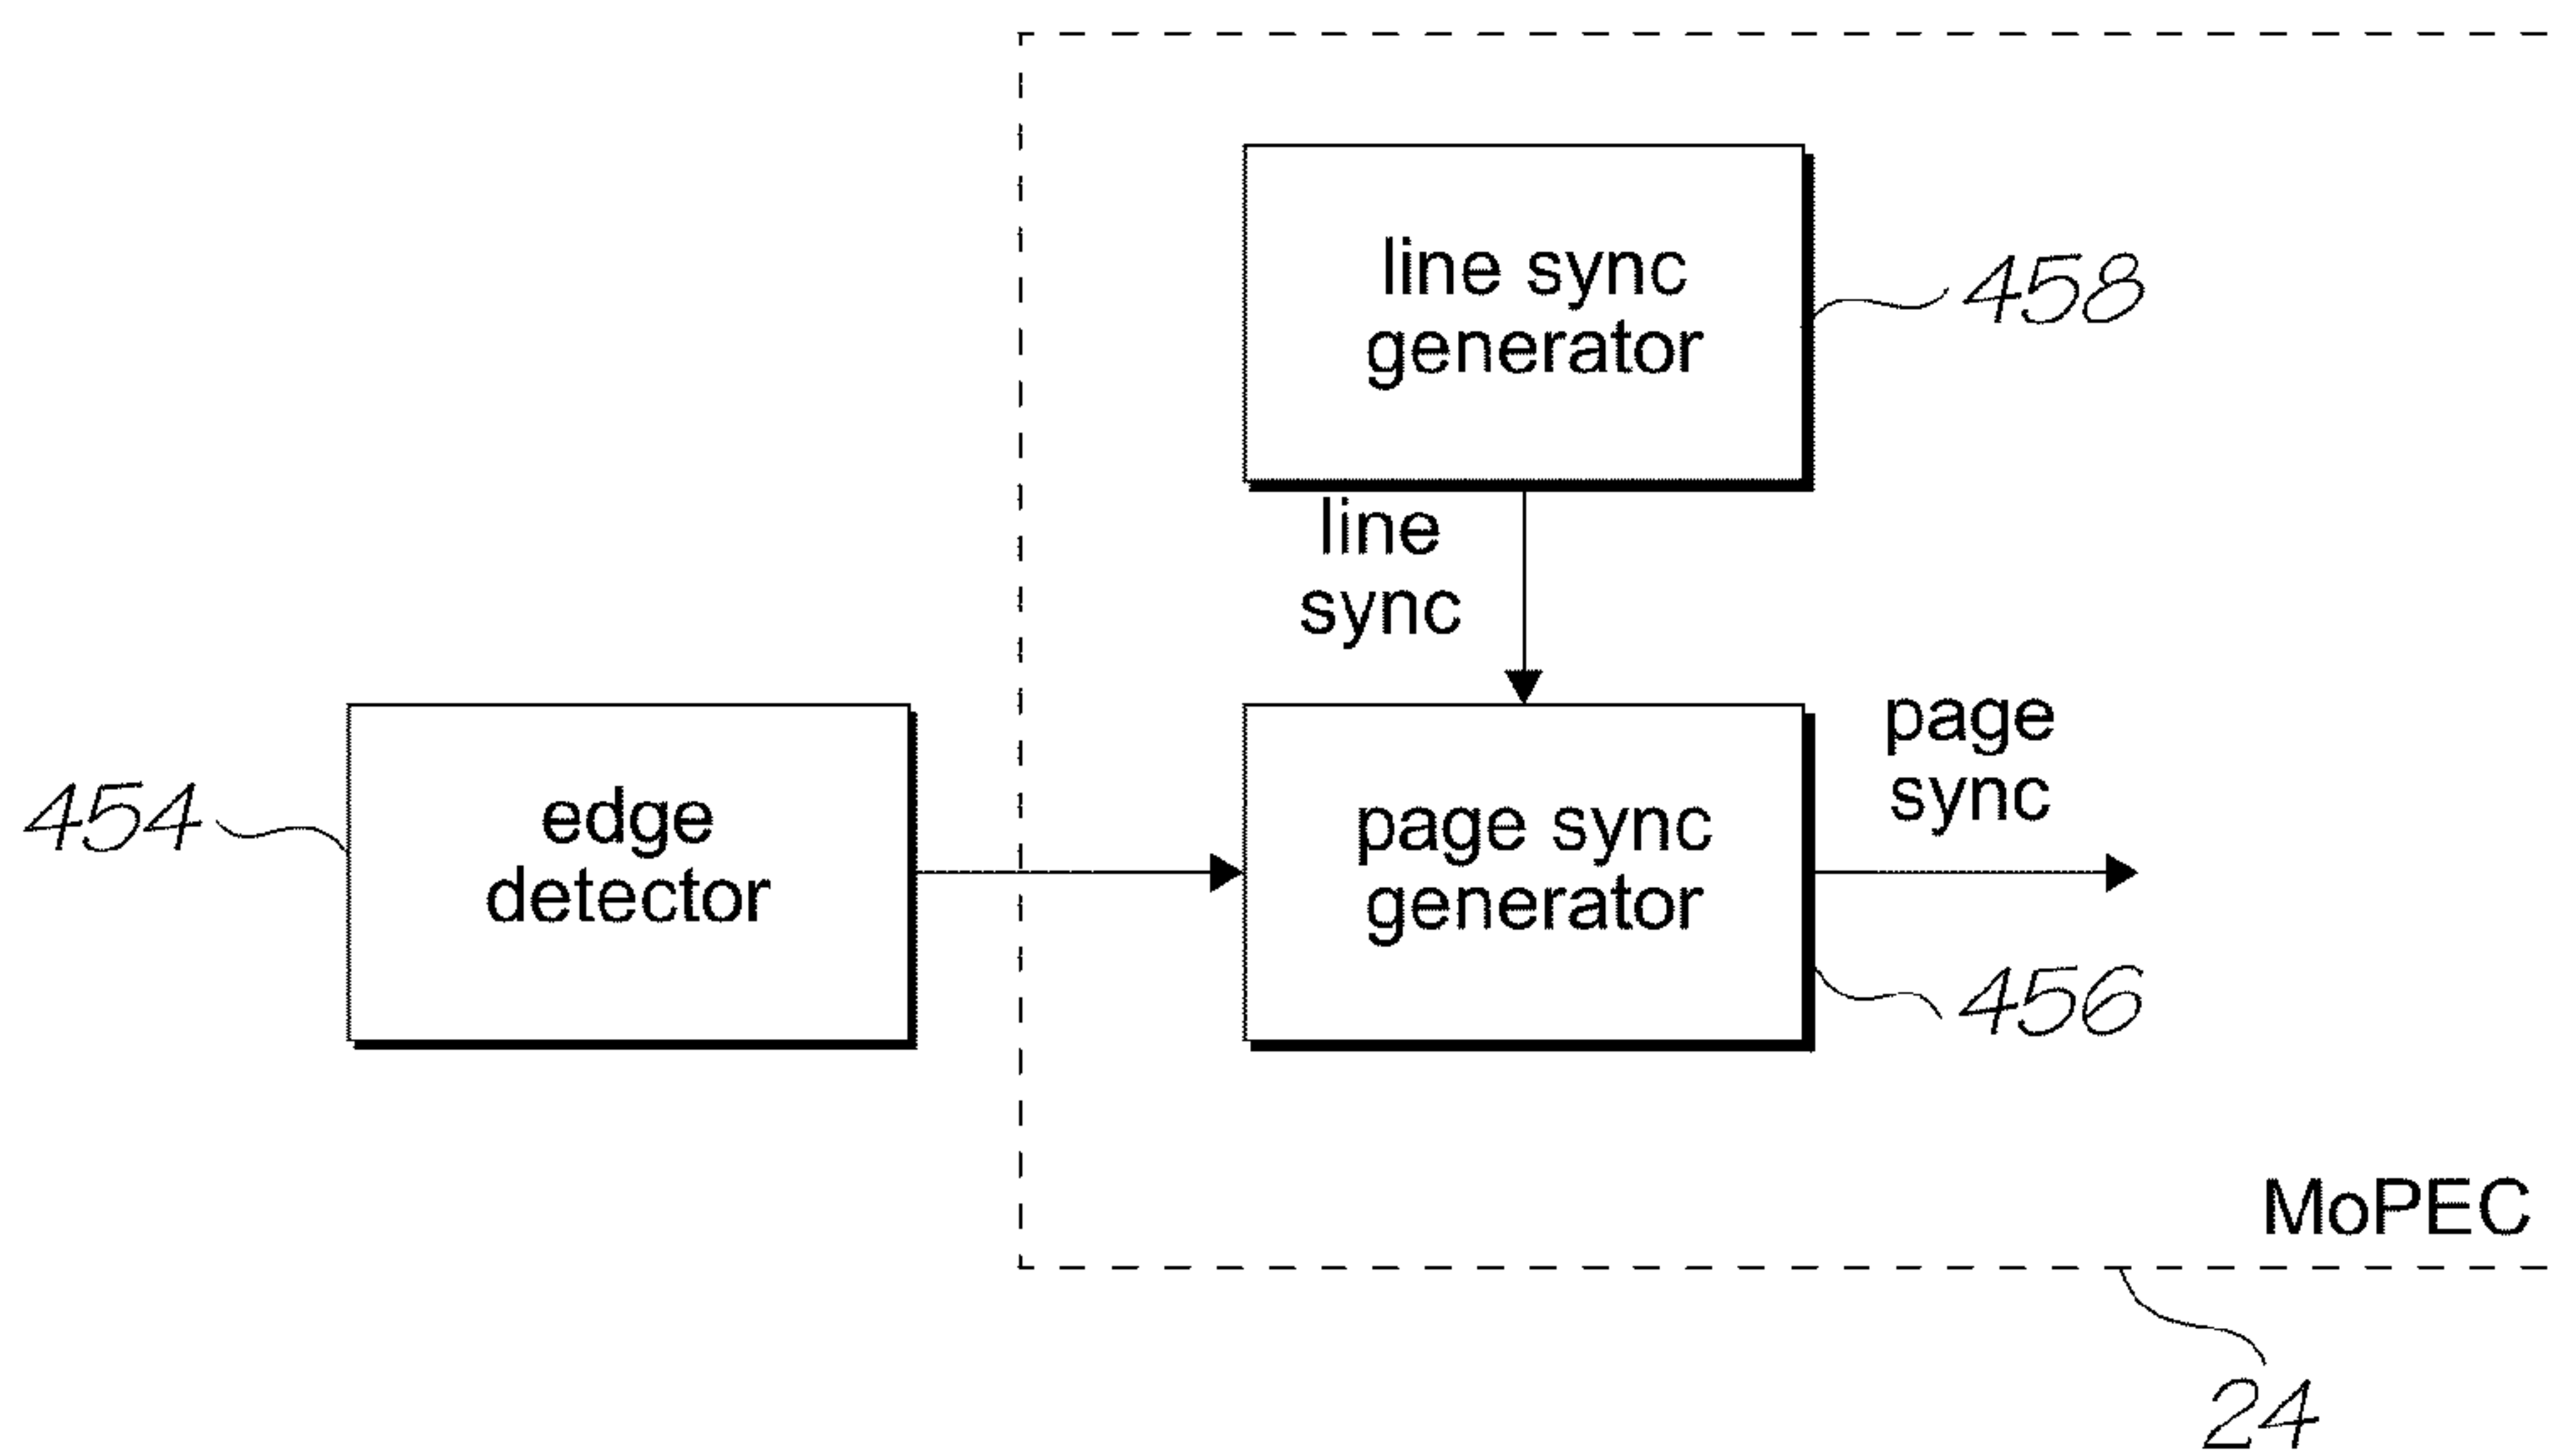 line sync
generator
458
line
sync
page
sync
454
edge
detector
page sync
generator
456
MoPEC
24